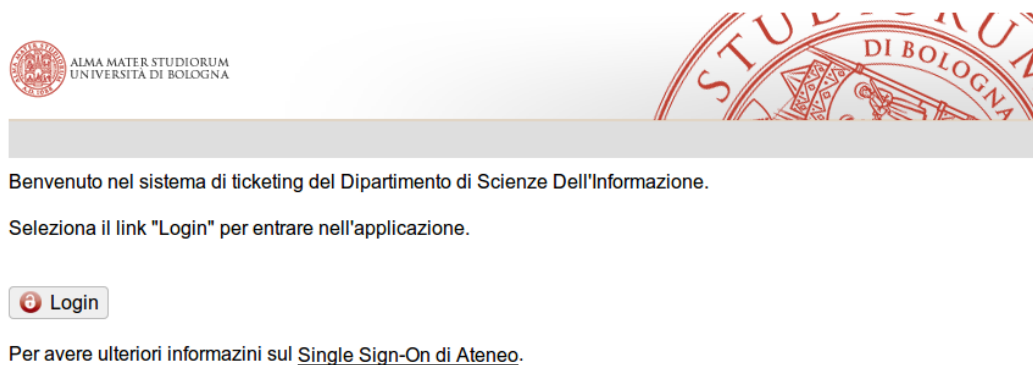 ALMA MATER STUDIORUM
UNIVERSITÀ DI BOLOGNA
STUDIORUM
DI BOLOGNA
Benvenuto nel sistema di ticketing del Dipartimento di Scienze Dell'Informazione.
Seleziona il link "Login" per entrare nell'applicazione.
Login
Per avere ulteriori informazini sul Single Sign-On di Ateneo.